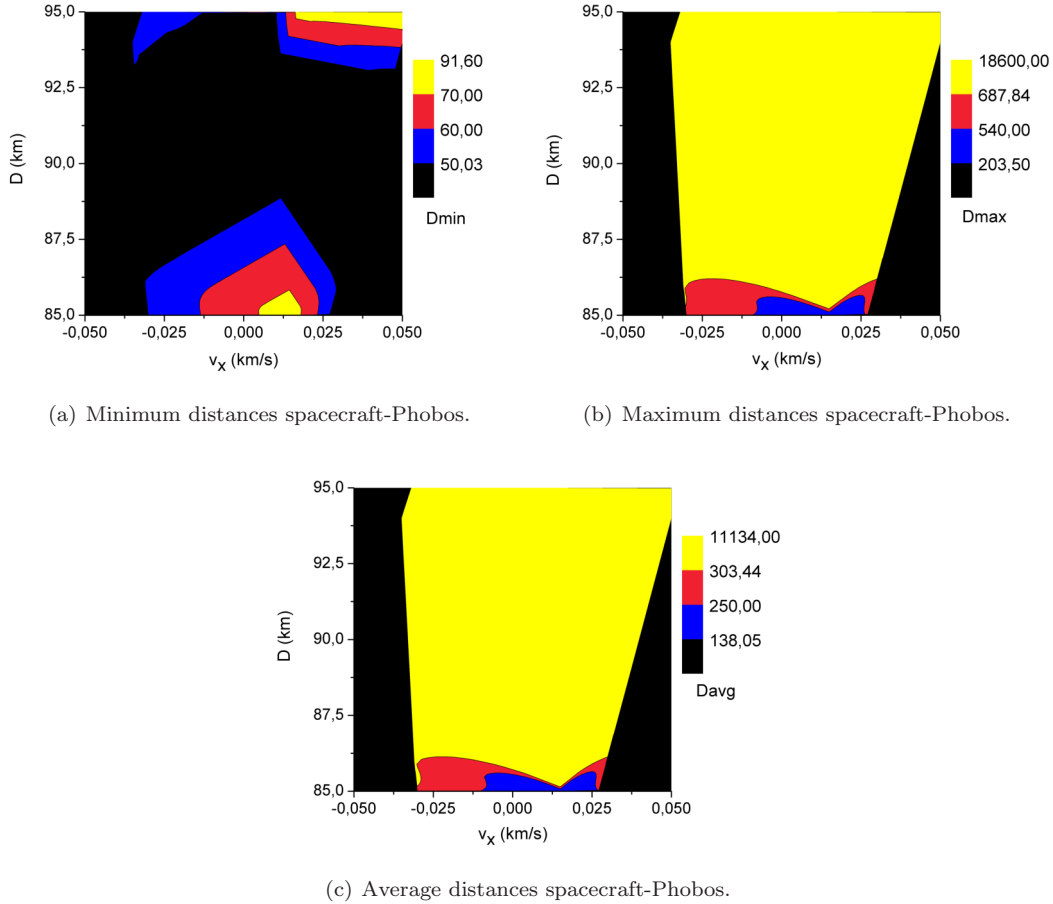 95,0
92,5
90,0
87,5
85,0
D (km)
-0,050 -0,025 0,000 0,025 0,050
v_x (km/s)
91,60
70,00
60,00
50,03
Dmin
(a) Minimum distances spacecraft-Phobos.
95,0
92,5
90,0
87,5
85,0
D (km)
-0,050 -0,025 0,000 0,025 0,050
v_x (km/s)
18600,00
687,84
540,00
203,50
Dmax
(b) Maximum distances spacecraft-Phobos.
95,0
92,5
90,0
87,5
85,0
D (km)
-0,050 -0,025 0,000 0,025 0,050
v_x (km/s)
11134,00
303,44
250,00
138,05
Davg
(c) Average distances spacecraft-Phobos.